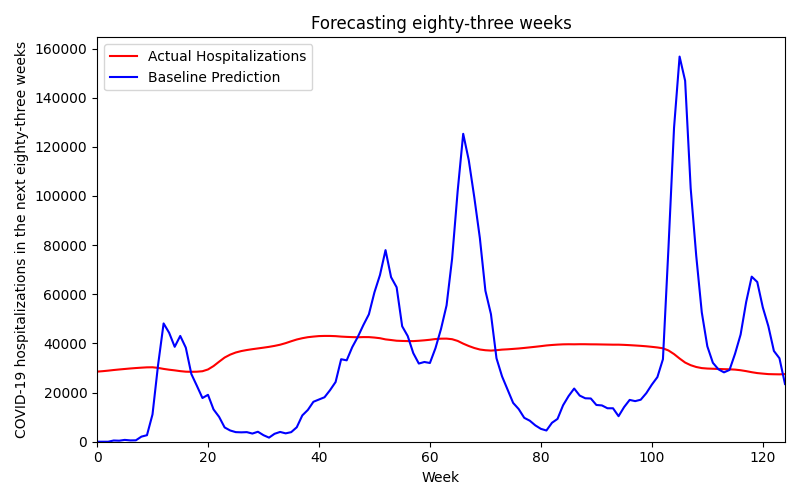 Forecasting eighty-three weeks
Actual Hospitalizations
Baseline Prediction
COVID-19 hospitalizations in the next eighty-three weeks
160000
140000
120000
100000
80000
60000
40000
20000
0
0 20 40 60 80 100 120
Week